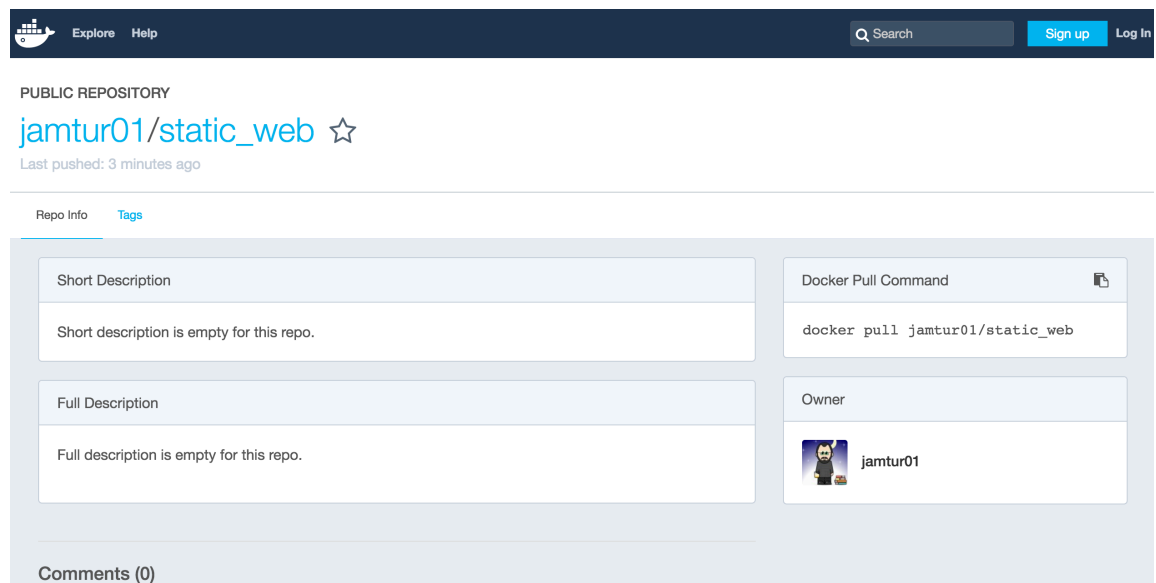 Explore Help Search Sign up Log In
PUBLIC REPOSITORY
jamtur01/static_web
Last pushed: 3 minutes ago
Repo Info Tags
Short Description
Short description is empty for this repo.
Full Description
Full description is empty for this repo.
Docker Pull Command
docker pull jamtur01/static_web
Owner
jamtur01
Comments (0)